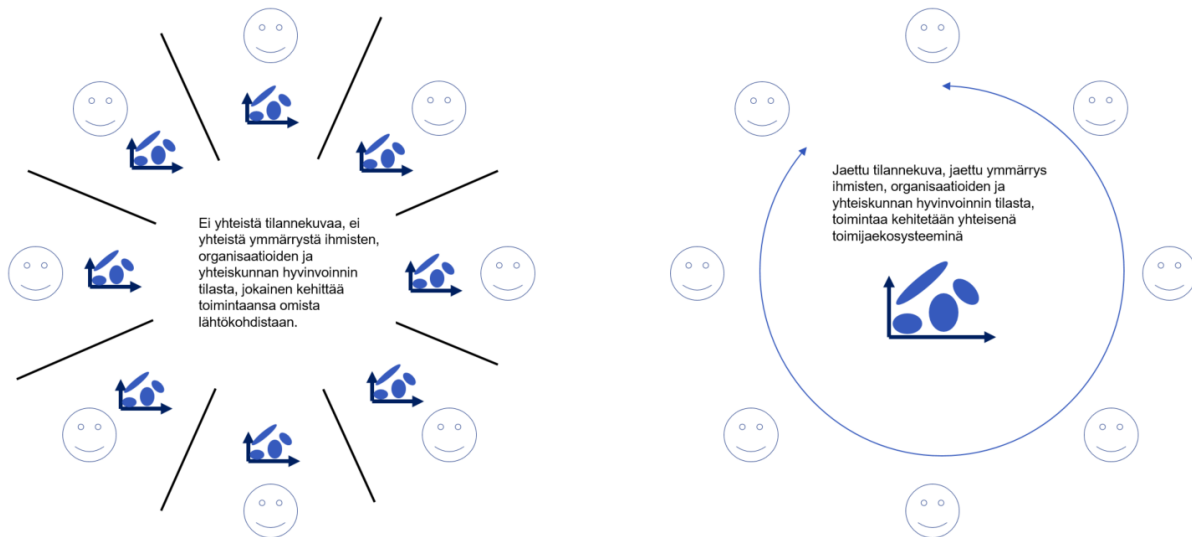 Ei yhteistä tilannekuvaa, ei
yhteistä ymmärrystä ihmisten,
organisaatioiden ja
yhteiskunnan hyvinvoinnin
tilasta, jokainen kehittää
toimintaansa omista
lähtökohdistaan.
Jaettu tilannekuva, jaettu ymmärrys
ihmisten, organisaatioiden ja
yhteiskunnan hyvinvoinnin tilasta,
toimintaa kehitetään yhteisenä
toimijaekosysteeminä